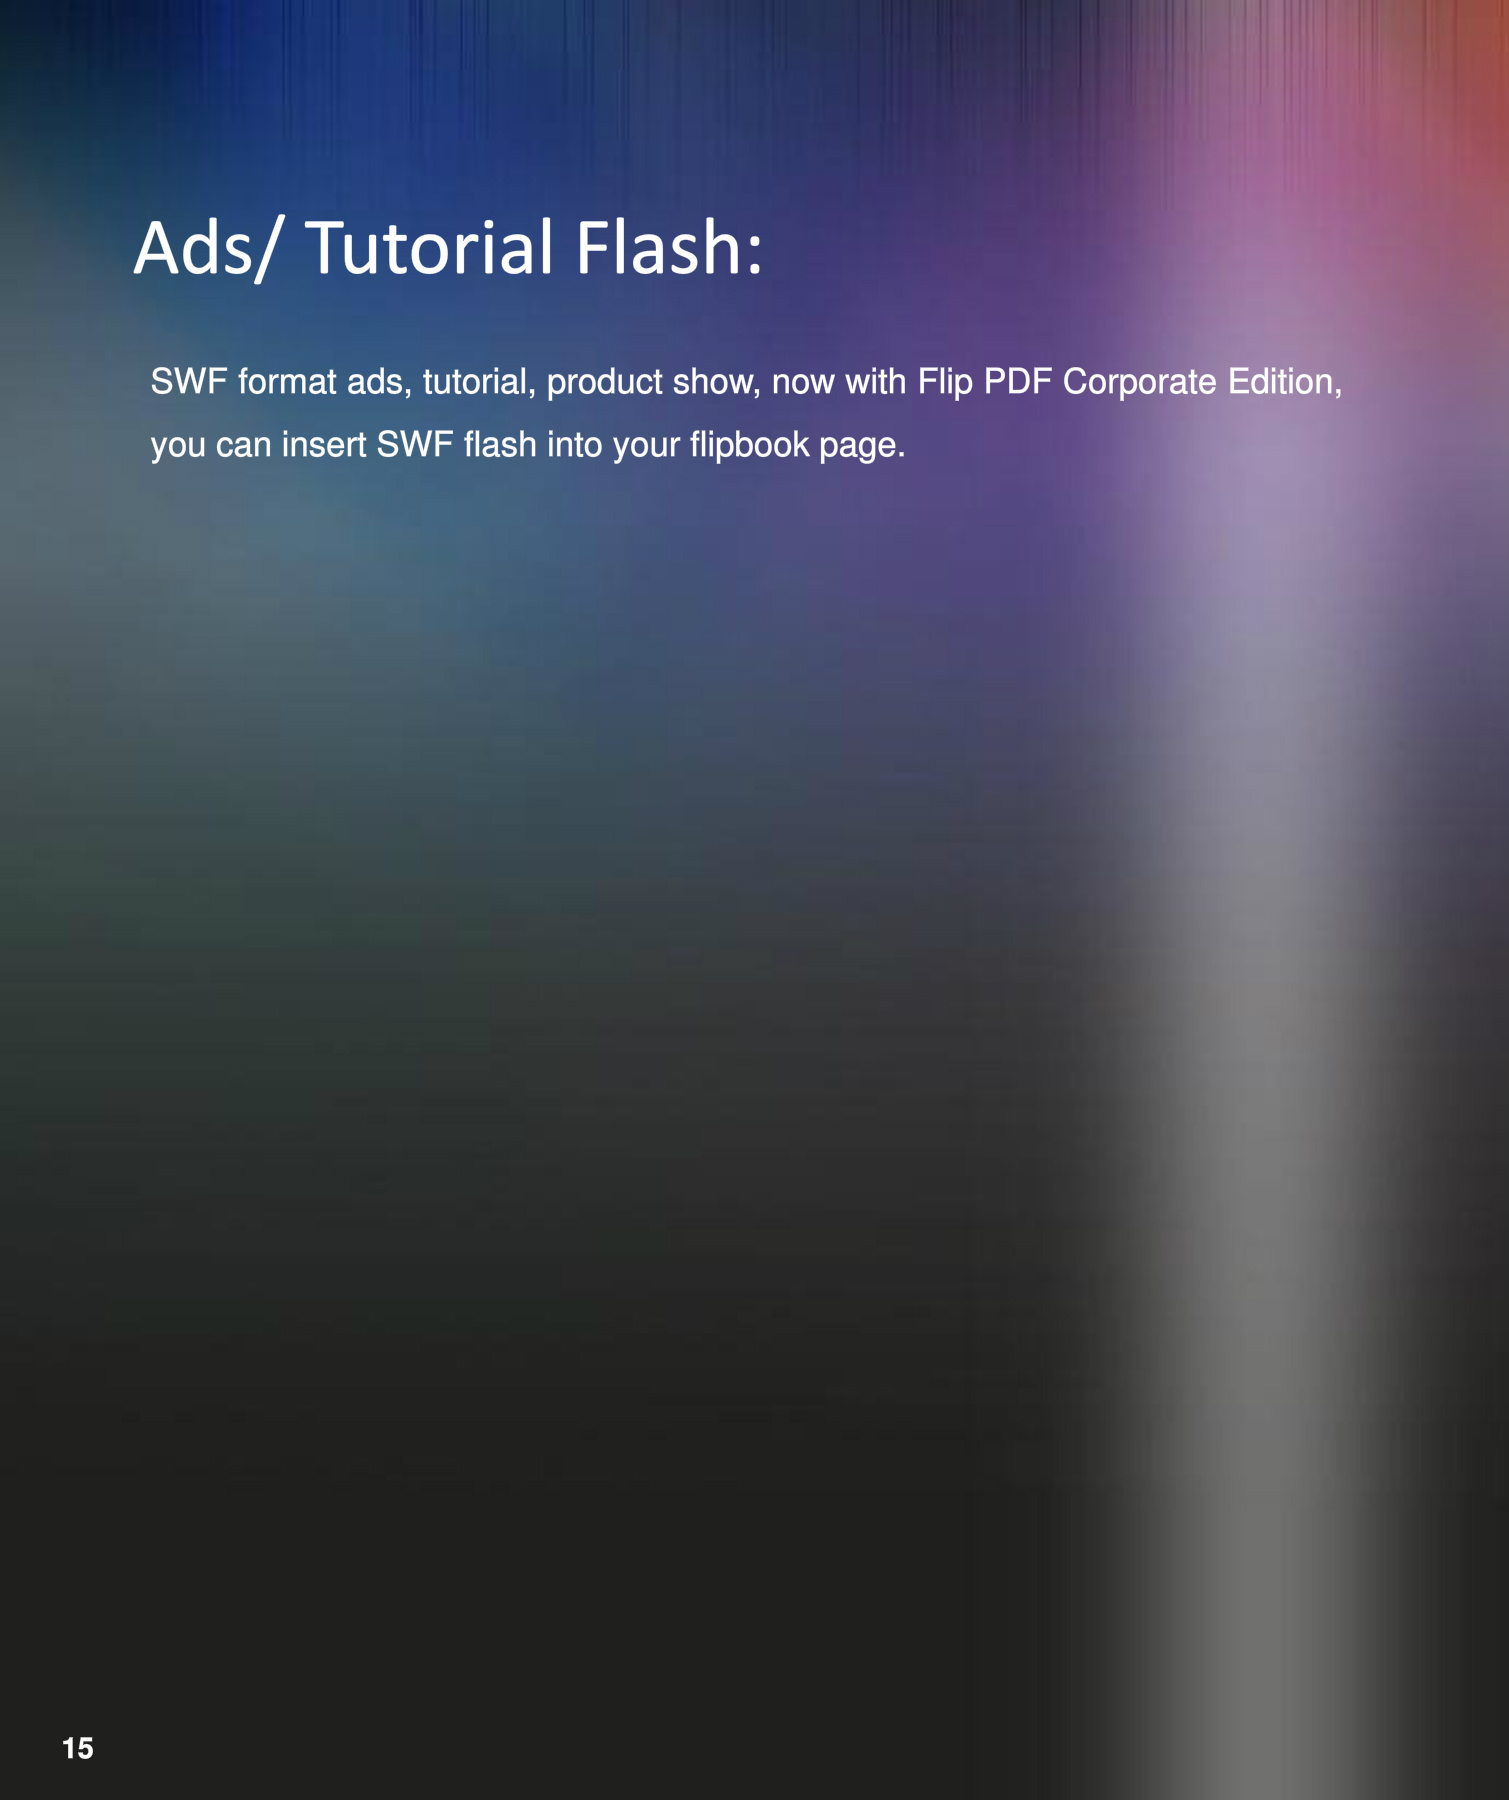 Ads/ Tutorial Flash:
SWF format ads, tutorial, product show, now with Flip PDF Corporate Edition,
you can insert SWF flash into your flipbook page.
15